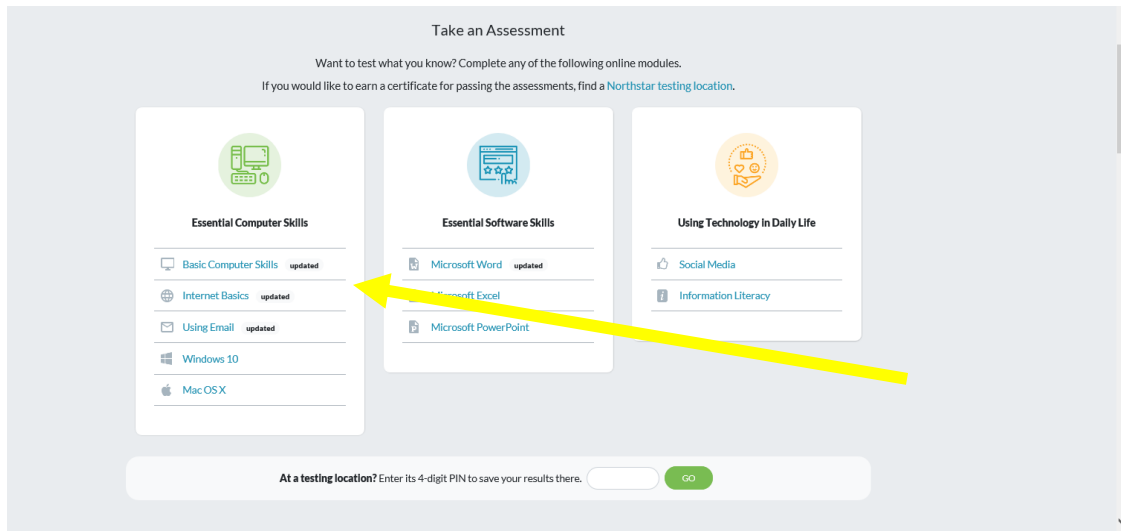 Take an Assessment
Want to test what you know? Complete any of the following online modules.
If you would like to earn a certificate for passing the assessments, find a Northstar testing location.
Essential Computer Skills
Basic Computer Skills updated
Internet Basics updated
Using Email updated
Windows 10
Mac OS X
Essential Software Skills
Microsoft Word updated
Microsoft Excel
Microsoft PowerPoint
Using Technology in Daily Life
Social Media
Information Literacy
At a testing location? Enter its 4-digit PIN to save your results there. GO